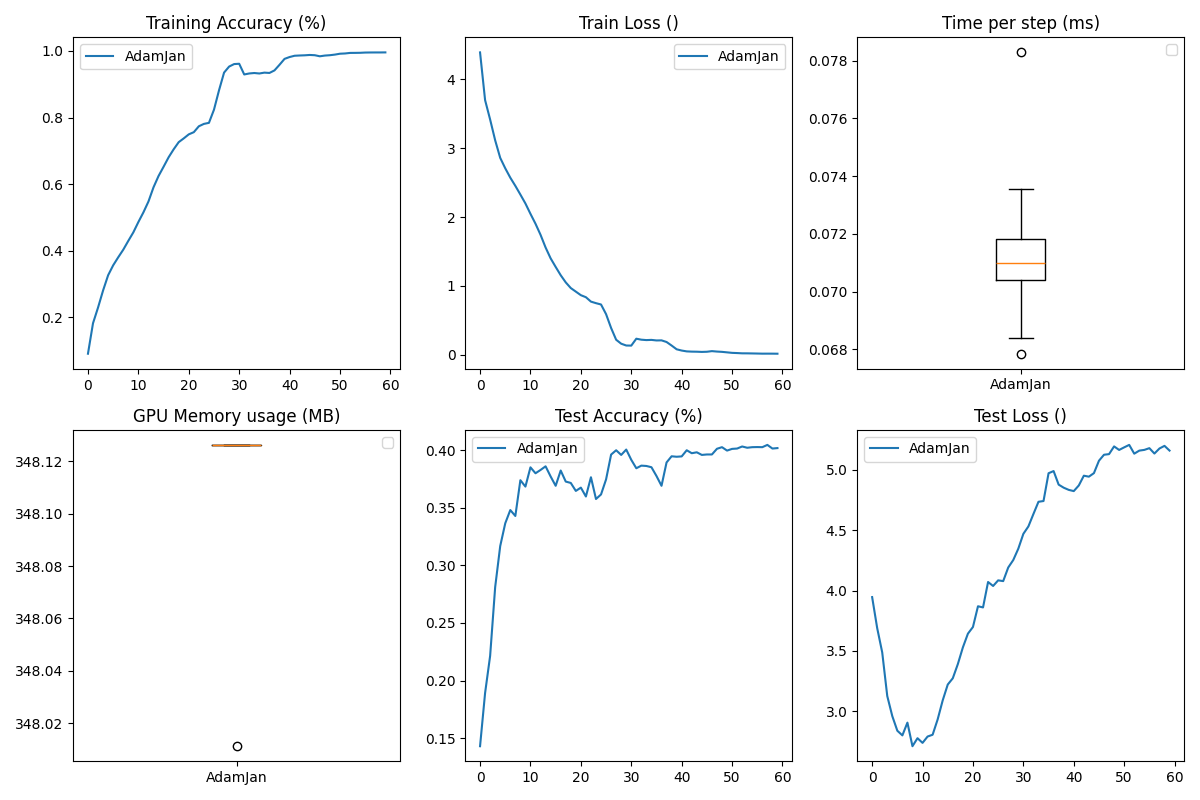 Training Accuracy (%)
AdamJan
1.0
0.8
0.6
0.4
0.2
0 10 20 30 40 50 60
Train Loss ()
AdamJan
4
3
2
1
0
0 10 20 30 40 50 60
Time per step (ms)
0.078
0.076
0.074
0.072
0.070
0.068
AdamJan
GPU Memory usage (MB)
348.12
348.10
348.08
348.06
348.04
348.02
AdamJan
Test Accuracy (%)
AdamJan
0.40
0.35
0.30
0.25
0.20
0.15
0 10 20 30 40 50 60
Test Loss ()
AdamJan
5.0
4.5
4.0
3.5
3.0
0 10 20 30 40 50 60